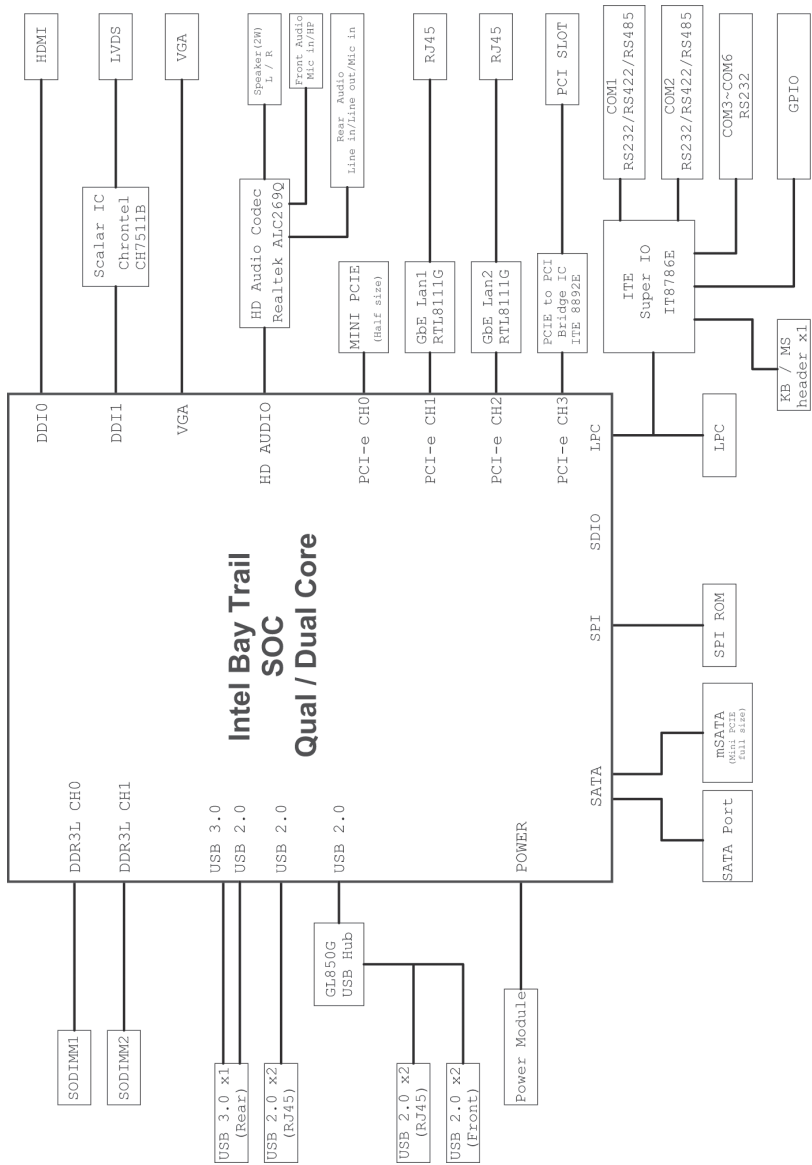 SODIMM1
SODIMM2
USB 3.0 x1
(Rear)
USB 2.0 x2
(RJ45)
USB 2.0 x2
(RJ45)
USB 2.0 x2
(Front)
Power Module
GL850G
USB Hub
DDR3L CH0
DDR3L CH1
USB 3.0
USB 2.0
USB 2.0
USB 2.0
POWER
Intel Bay Trail
SOC
Qual / Dual Core
SATA
SPI
SDIO
LPC
SATA Port
mSATA
(Mini PCIE
full size)
SPI ROM
LPC
DDI0
DDI1
VGA
HD AUDIO
PCI-e CH0
PCI-e CH1
PCI-e CH2
PCI-e CH3
Scalar IC
Chrontel
CH7511B
HD Audio Codec
Realtek ALC269Q
MINI PCIE
(Half size)
GbE Lan1
RTL8111G
GbE Lan2
RTL8111G
PCIE to PCI
Bridge IC
ITE 8892E
ITE
Super IO
IT8786E
KB / MS
header x1
HDMI
LVDS
VGA
Speaker(2W)
L / R
Front Audio
Mic in/HP
Rear Audio
Line in/Line out/Mic in
RJ45
RJ45
PCI SLOT
COM1
RS232/RS422/RS485
COM2
RS232/RS422/RS485
COM3~COM6
RS232
GPIO